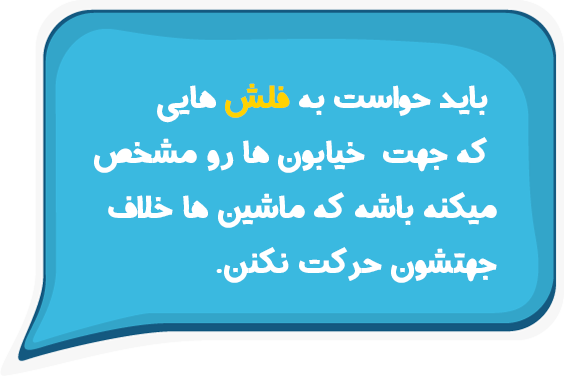 باید حواست به فلش هایی
که جهت خیابون ها رو مشخص
میکنه باشه که ماشین ها خلاف
جهتشون حرکت نکنن.